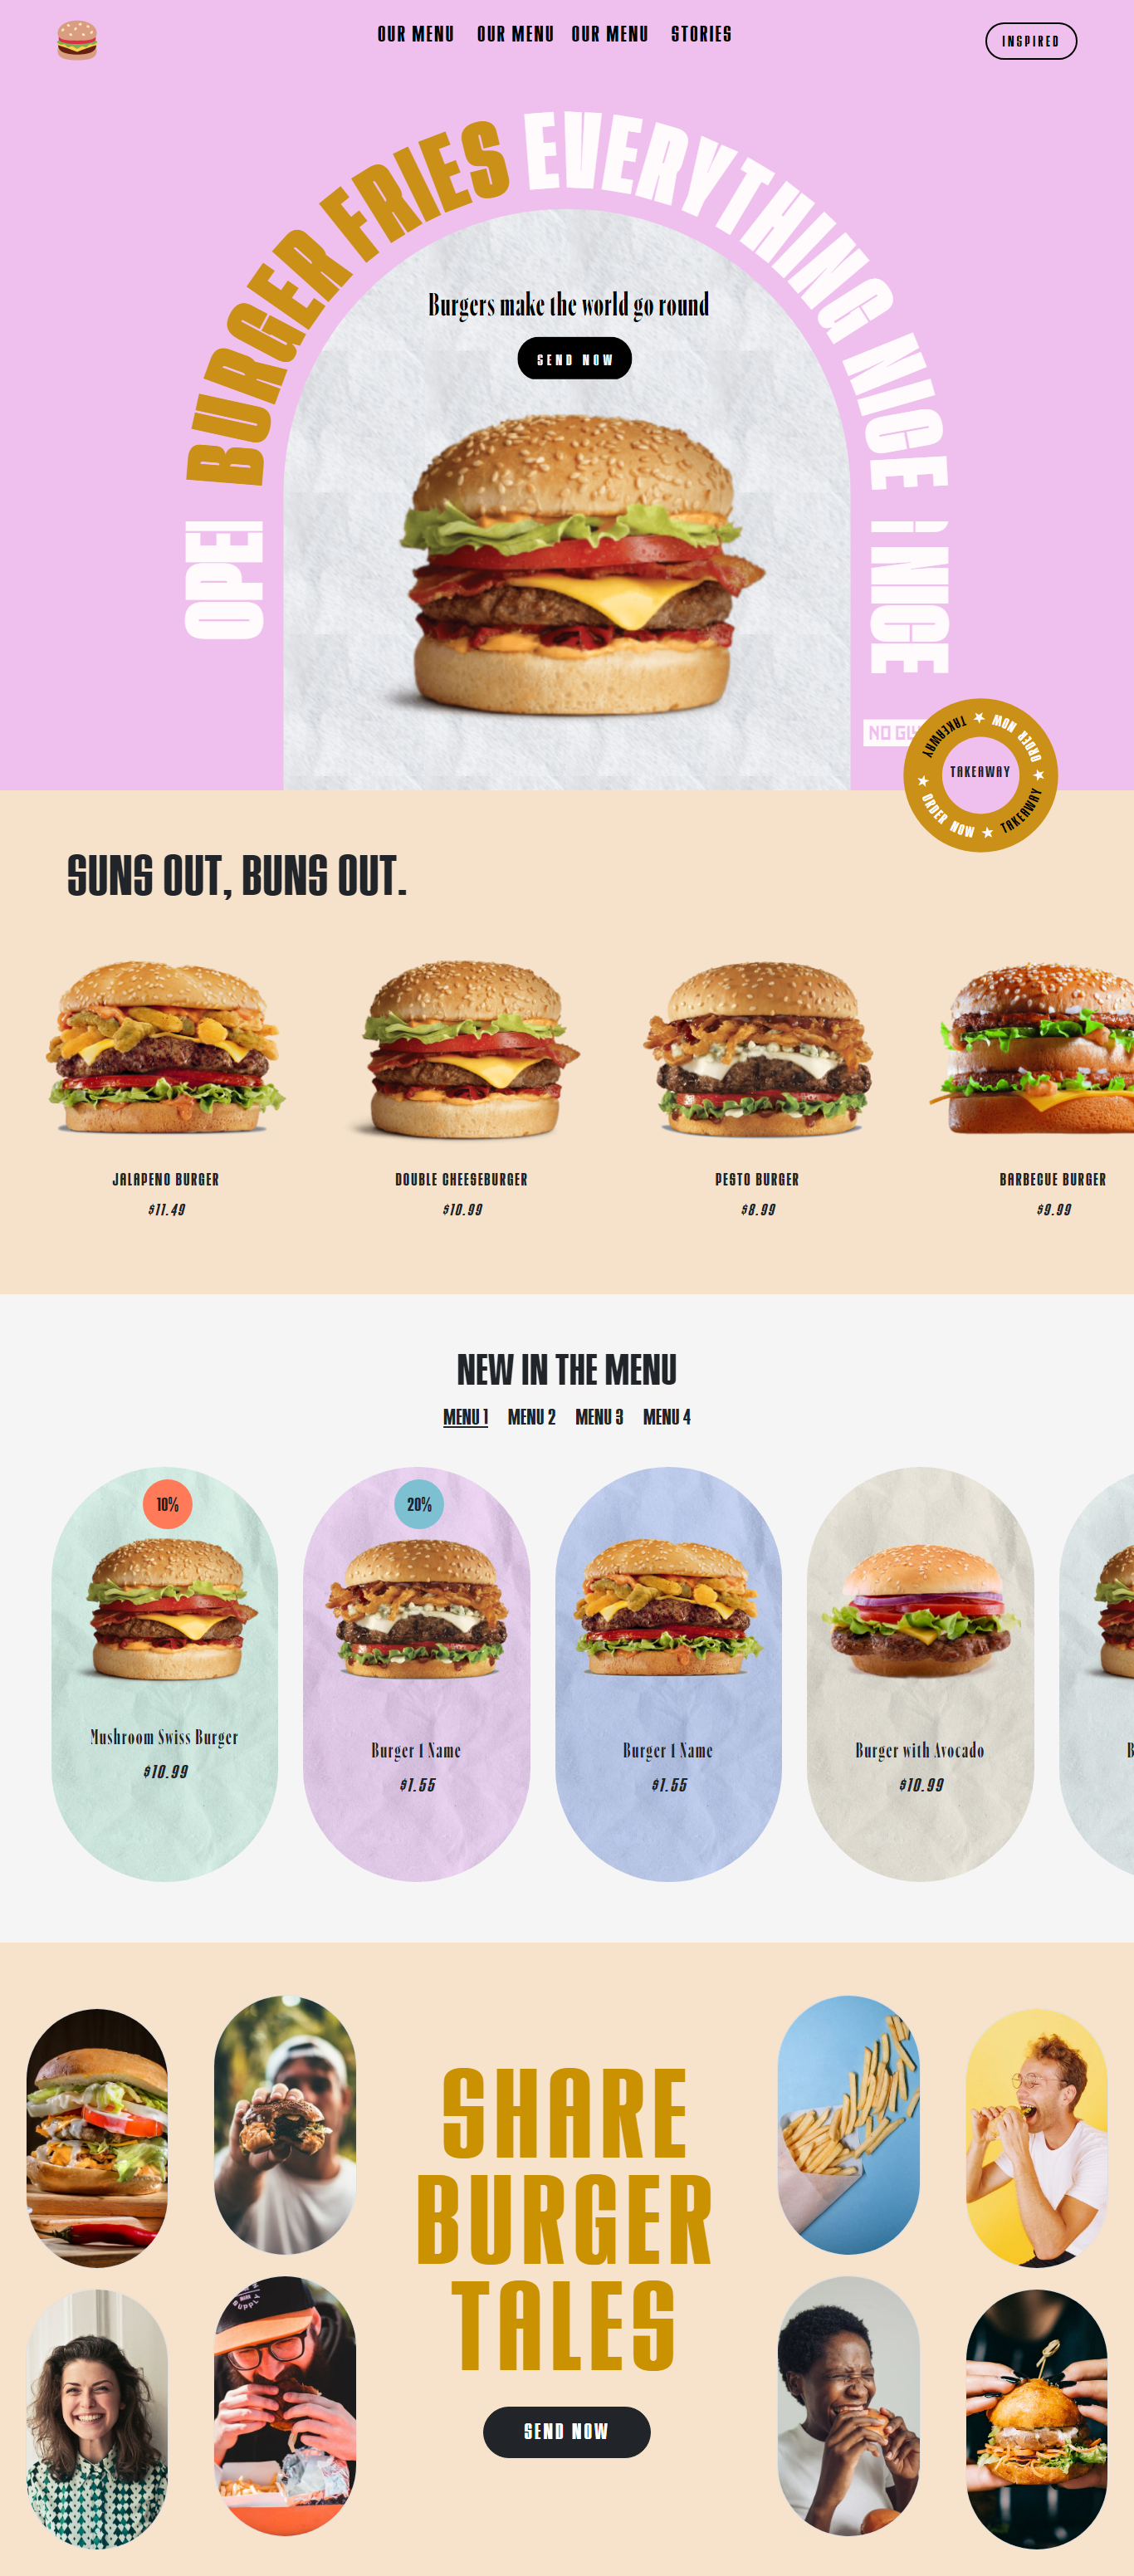 OUR MENU OUR MENU OUR MENU STORIES
INSPIRED
BURGER FRIES EVERYTHING NICE
OPE
! NICE
Burgers make the world go round
SEND NOW
NO
TAKEAWAY ★ ORDER NOW ★ TAKEAWAY ★ ORDER NOW ★
TAKEAWAY
SUNS OUT, BUNS OUT.
JALAPENO BURGER
$11.49
DOUBLE CHEESEBURGER
$10.99
PESTO BURGER
$8.99
BARBECUE BURGER
$9.99
NEW IN THE MENU
MENU 1 MENU 2 MENU 3 MENU 4
10%
Mushroom Swiss Burger
$10.99
20%
Burger 1 Name
$1.55
Burger 1 Name
$1.55
Burger with Avocado
$10.99
B
SHARE
BURGER
TALES
SEND NOW